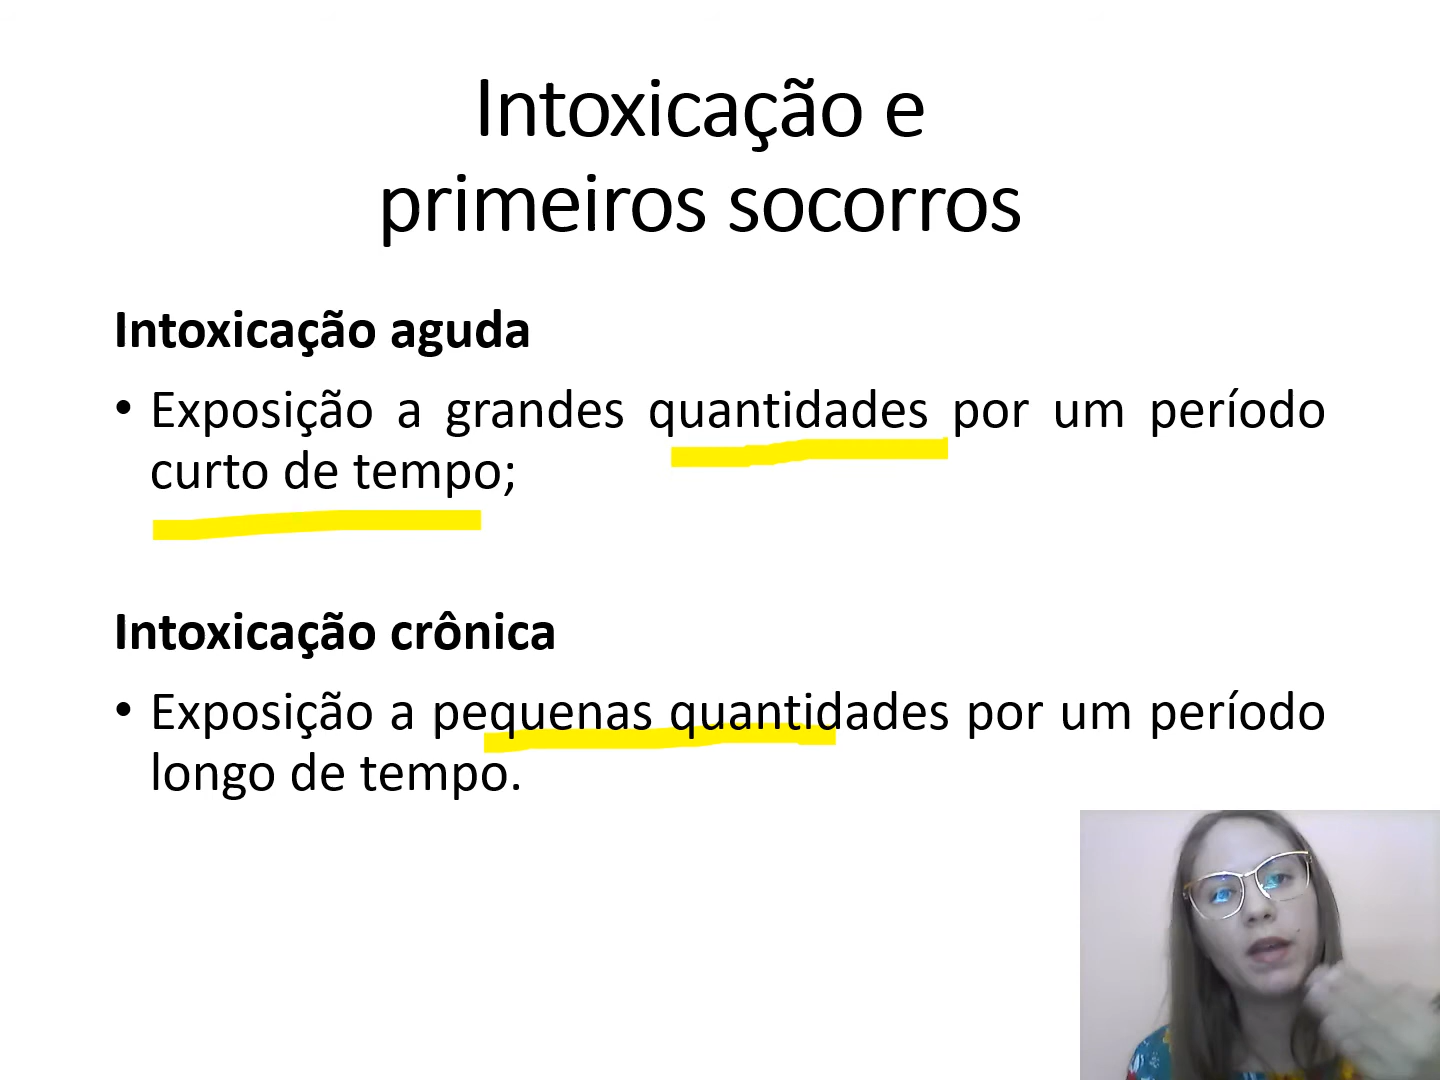 Intoxicação e
primeiros socorros
Intoxicação aguda
• Exposição a grandes quantidades por um período
curto de tempo;
Intoxicação crônica
• Exposição a pequenas quantidades por um período
longo de tempo.